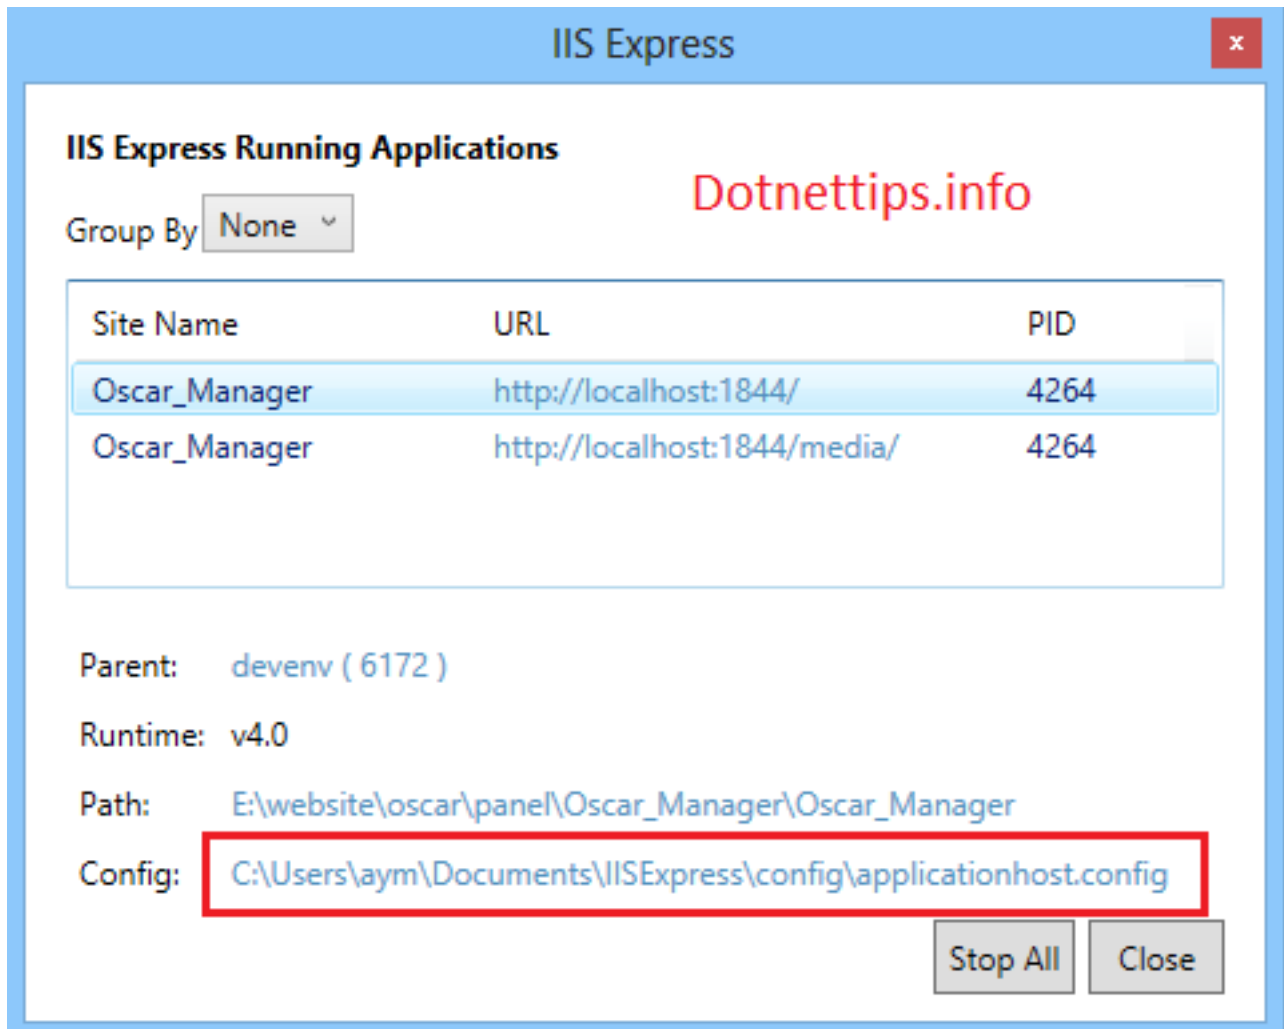 IIS Express
x
IIS Express Running Applications
Dotnettips.info
Group By None
Site Name URL PID
Oscar_Manager http://localhost:1844/ 4264
Oscar_Manager http://localhost:1844/media/ 4264
Parent: devenv ( 6172 )
Runtime: v4.0
Path: E:\website\oscar\panel\Oscar_Manager\Oscar_Manager
Config: C:\Users\aym\Documents\IISExpress\config\applicationhost.config
Stop All Close